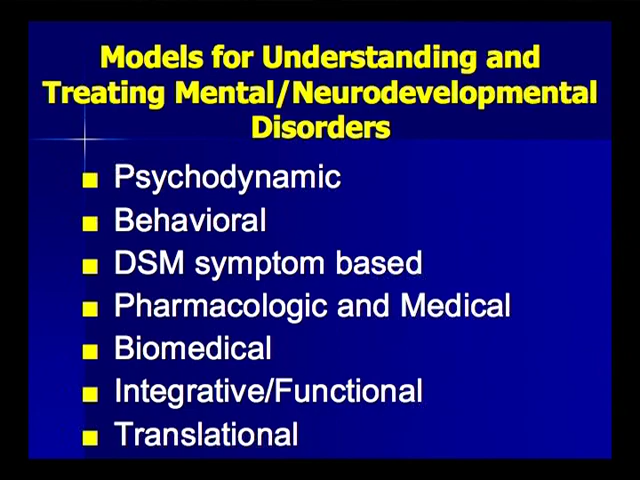 Models for Understanding and
Treating Mental/Neurodevelopmental
Disorders
Psychodynamic
Behavioral
DSM symptom based
Pharmacologic and Medical
Biomedical
Integrative/Functional
Translational